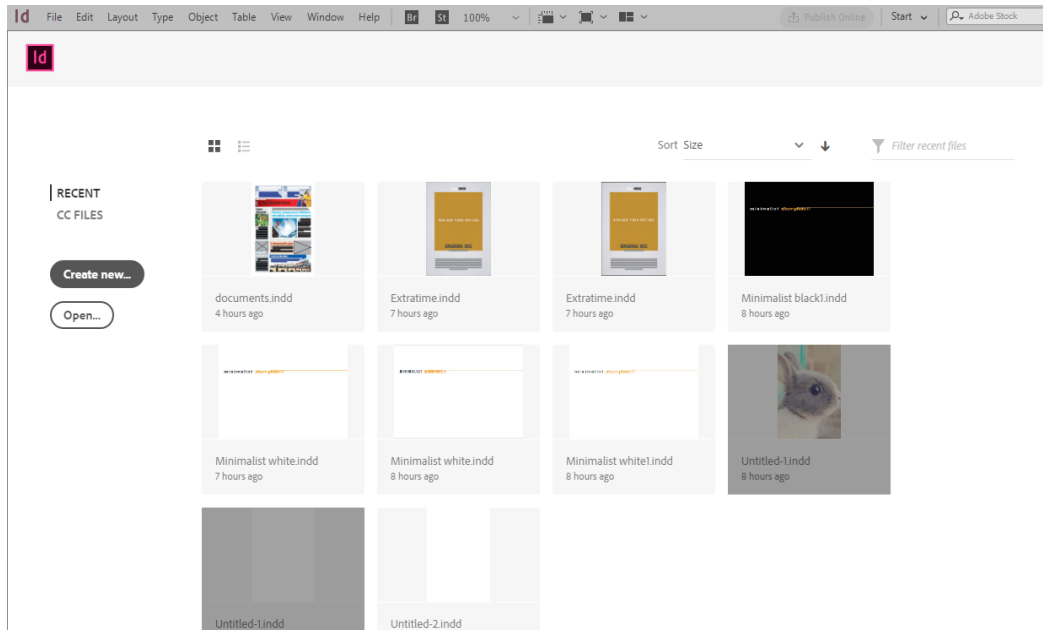 Id File Edit Layout Type Object Table View Window Help Br St 100% Publish Online Start Adobe Stock
Id
Sort Size Filter recent files
RECENT
CC FILES
Create new...
Open...
documents.indd
4 hours ago
Extratime.indd
7 hours ago
Extratime.indd
7 hours ago
minimalist
Minimalist black1.indd
8 hours ago
minimalist
Minimalist white.indd
7 hours ago
MINIMALIST
Minimalist white.indd
8 hours ago
minimalist
Minimalist white1.indd
8 hours ago
Untitled-1.indd
8 hours ago
Untitled-1.indd
Untitled-2.indd